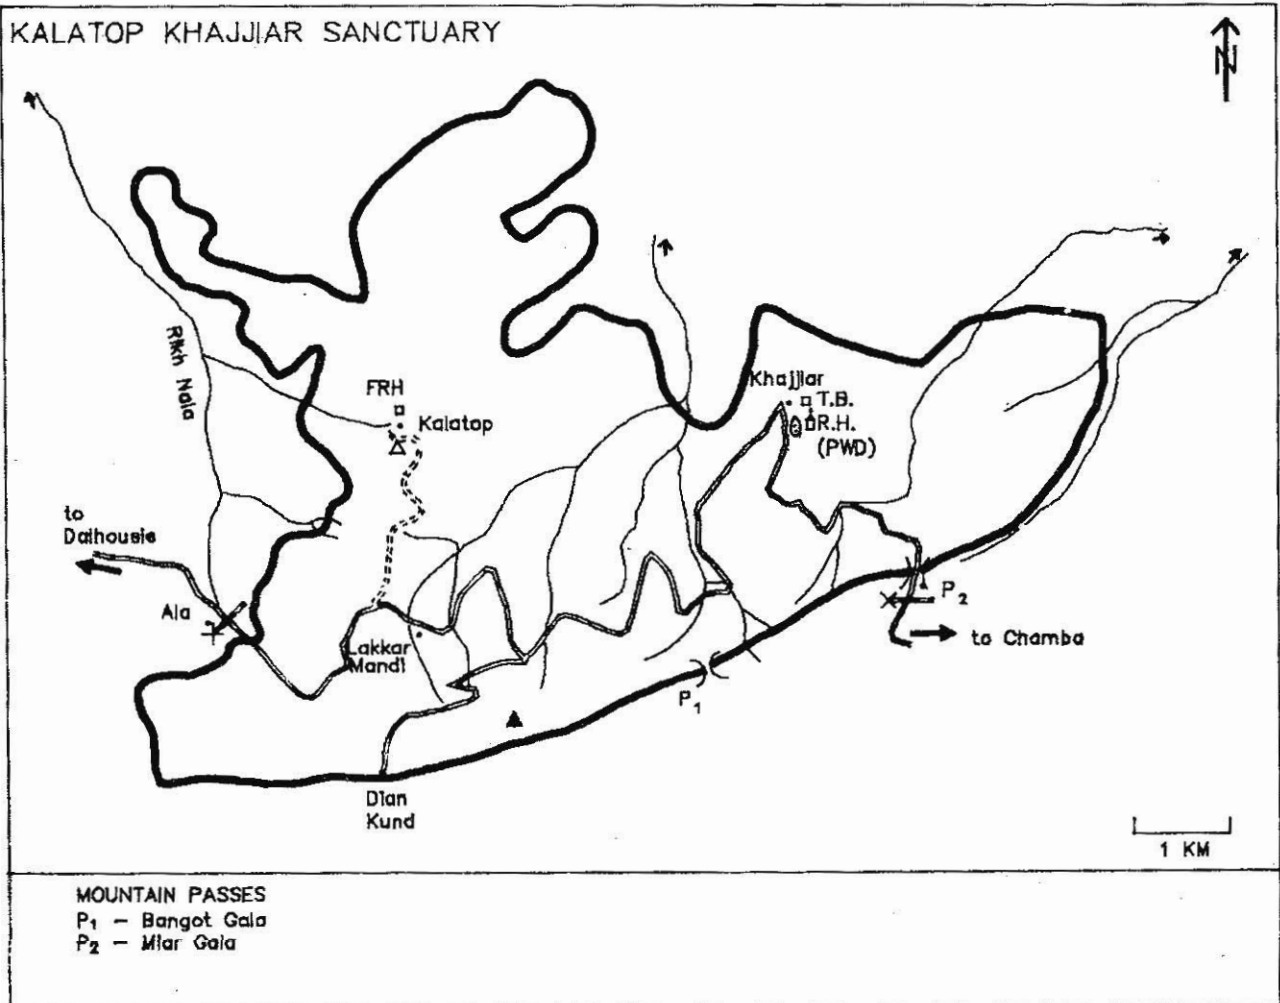 KALATOP KHAJJIAR SANCTUARY
N
Rikh Nala
FRH
Kalatop
Khajjiar
T.B.
R.H.
(PWD)
to
Dalhousie
Ala
Lakkar
Mandi
P₂
to Chamba
P₁
Dian
Kund
1 KM
MOUNTAIN PASSES
P₁ - Bangot Gala
P₂ - Miar Gala